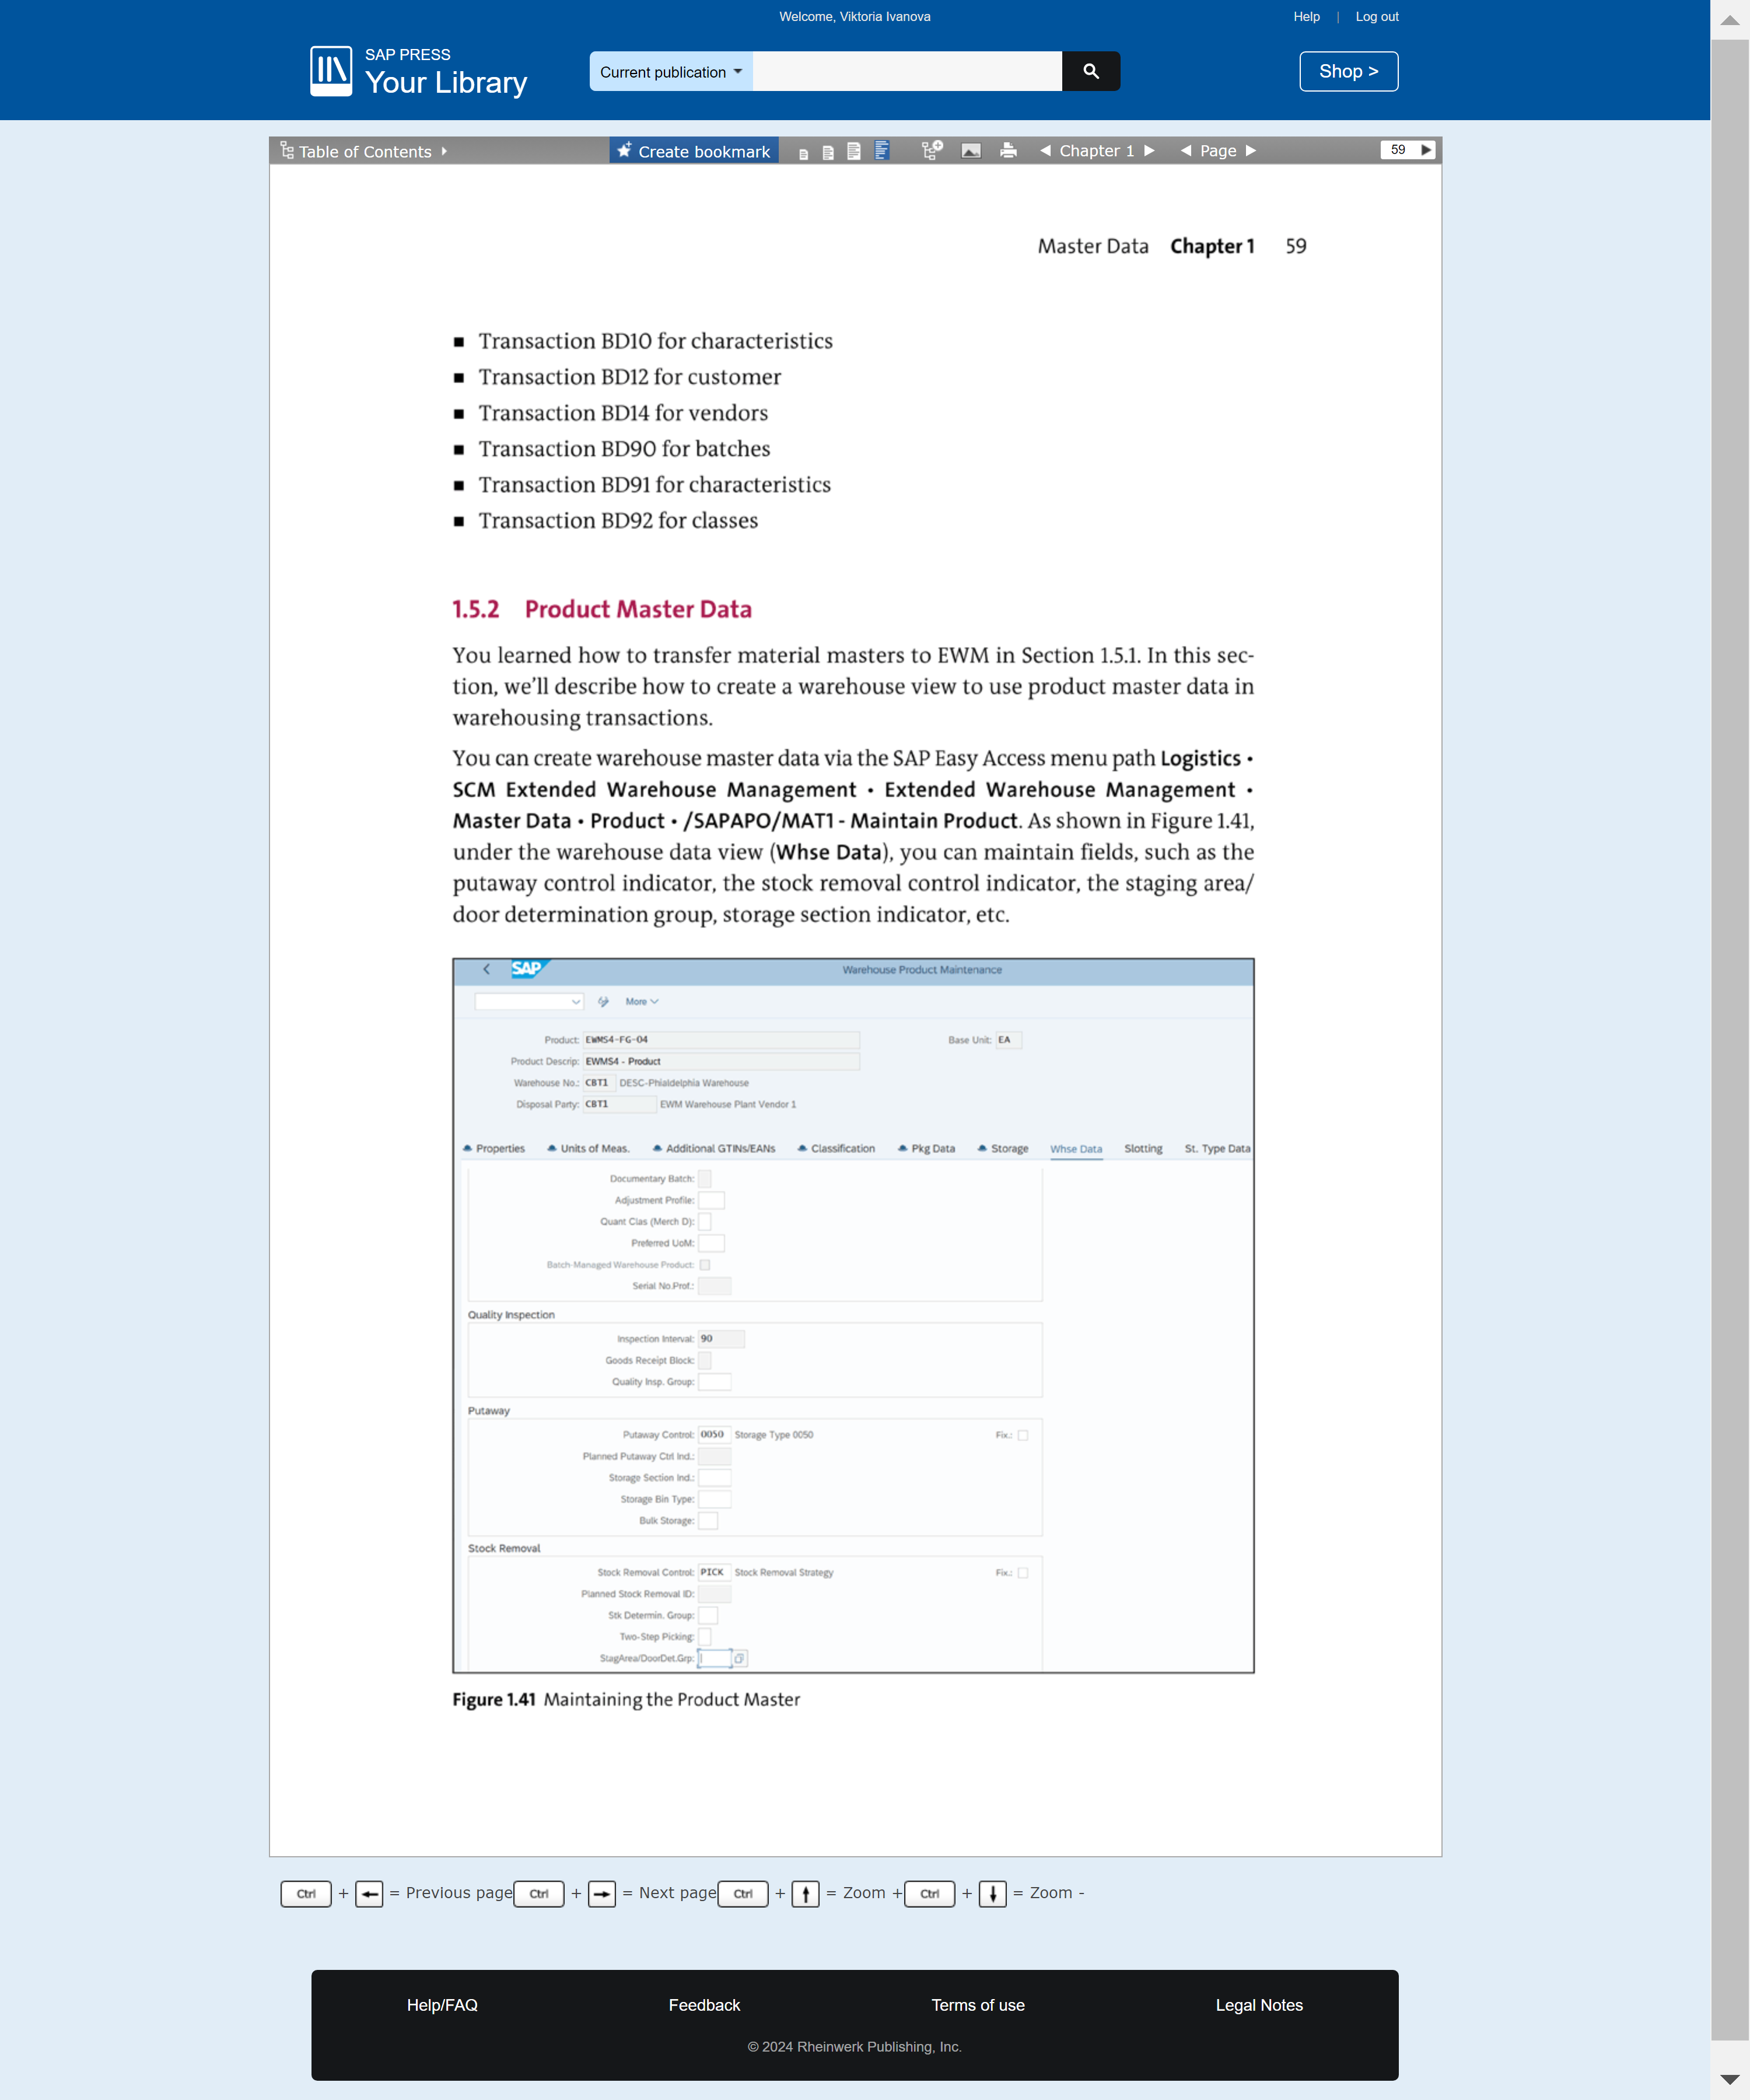 Welcome, Viktoria Ivanova
Help | Log out
SAP PRESS
Your Library
Current publication
Shop >
Table of Contents
Create bookmark
Chapter 1
Page
59
Master Data Chapter 1 59
Transaction BD10 for characteristics
Transaction BD12 for customer
Transaction BD14 for vendors
Transaction BD90 for batches
Transaction BD91 for characteristics
Transaction BD92 for classes
1.5.2 Product Master Data
You learned how to transfer material masters to EWM in Section 1.5.1. In this sec-
tion, we'll describe how to create a warehouse view to use product master data in
warehousing transactions.
You can create warehouse master data via the SAP Easy Access menu path Logistics •
SCM Extended Warehouse Management • Extended Warehouse Management •
Master Data • Product • /SAPAPO/MAT1 - Maintain Product. As shown in Figure 1.41,
under the warehouse data view (Whse Data), you can maintain fields, such as the
putaway control indicator, the stock removal control indicator, the staging area/
door determination group, storage section indicator, etc.
SAP
Warehouse Product Maintenance
More
Product: EWMS4-FG-04 Base Unit: EA
Product Descrip: EWMS4 - Product
Warehouse No.: CBT1 DESC-Phialdelphia Warehouse
Disposal Party: CBT1 EWM Warehouse Plant Vendor 1
Properties Units of Meas. Additional GTINs/EANs Classification Pkg Data Storage Whse Data Slotting St. Type Data
Documentary Batch:
Adjustment Profile:
Quant Clas (Merch D):
Preferred UoM:
Batch-Managed Warehouse Product:
Serial No.Prof.:
Quality Inspection
Inspection Interval: 90
Goods Receipt Block:
Quality Insp. Group:
Putaway
Putaway Control: 0050 Storage Type 0050 Fix.:
Planned Putaway Ctrl Ind.:
Storage Section Ind.:
Storage Bin Type:
Bulk Storage:
Stock Removal
Stock Removal Control: PICK Stock Removal Strategy Fix.:
Planned Stock Removal ID:
Stk Determin. Group:
Two-Step Picking:
StagArea/DoorDet.Grp:
Figure 1.41 Maintaining the Product Master
Ctrl + ← = Previous page Ctrl + → = Next page Ctrl + ↑ = Zoom + Ctrl + ↓ = Zoom -
Help/FAQ
Feedback
Terms of use
Legal Notes
© 2024 Rheinwerk Publishing, Inc.